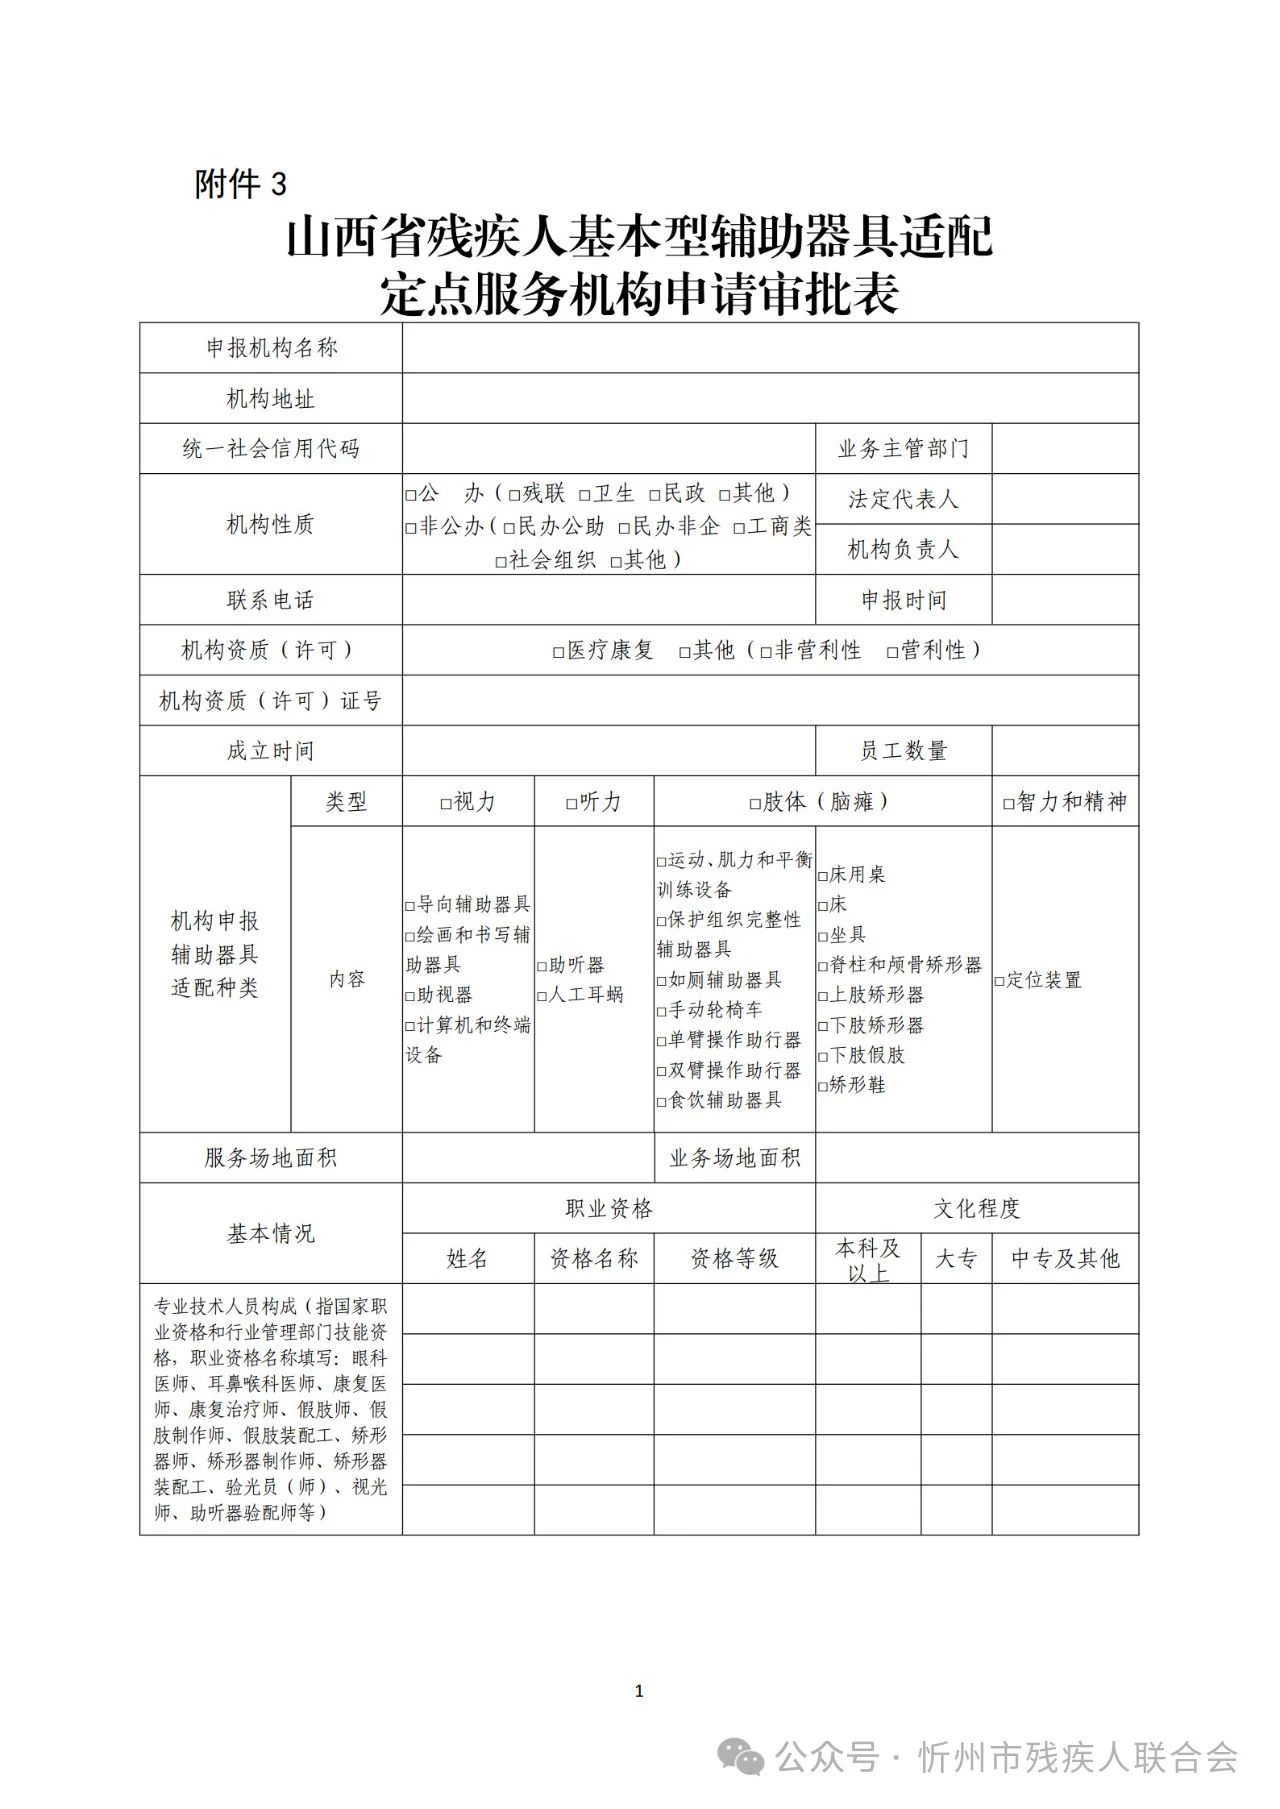 附件 3
山西省残疾人基本型辅助器具适配
定点服务机构申请审批表
申报机构名称
机构地址
统一社会信用代码
业务主管部门
机构性质
□公 办（□残联 □卫生 □民政 □其他）
□非公办（□民办公助 □民办非企 □工商类
□社会组织 □其他）
法定代表人
机构负责人
联系电话
申报时间
机构资质（许可）
□医疗康复 □其他（□非营利性 □营利性）
机构资质（许可）证号
成立时间
员工数量
机构申报
辅助器具
适配种类
类型
□视力
□听力
□肢体（脑瘫）
□智力和精神
内容
□导向辅助器具
□绘画和书写辅
助器具
□助视器
□计算机和终端
设备
□助听器
□人工耳蜗
□运动、肌力和平衡
训练设备
□保护组织完整性
辅助器具
□如厕辅助器具
□手动轮椅车
□单臂操作助行器
□双臂操作助行器
□食饮辅助器具
□床用桌
□床
□坐具
□脊柱和颅骨矫形器
□上肢矫形器
□下肢矫形器
□下肢假肢
□矫形鞋
□定位装置
服务场地面积
业务场地面积
基本情况
职业资格
文化程度
姓名
资格名称
资格等级
本科及
以上
大专
中专及其他
专业技术人员构成（指国家职
业资格和行业管理部门技能资
格，职业资格名称填写：眼科
医师、耳鼻喉科医师、康复医
师、康复治疗师、假肢师、假
肢制作师、假肢装配工、矫形
器师、矫形器制作师、矫形器
装配工、验光员（师）、视光
师、助听器验配师等）
1
公众号 · 忻州市残疾人联合会